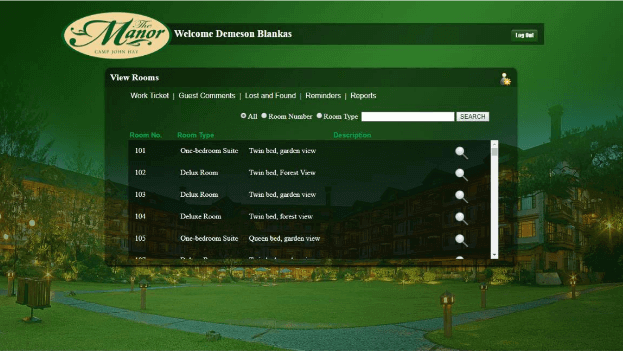 The
Manor
CAMP JOHN HAY
Welcome Demeson Blankas
Log Out
View Rooms
Work Ticket | Guest Comments | Lost and Found | Reminders | Reports
All Room Number Room Type SEARCH
Room No. Room Type Description
101 One-bedroom Suite Twin bed, garden view
102 Delux Room Twin bed, Forest View
103 Delux Room Twin bed, garden view
104 Deluxe Room Twin bed, forest view
105 One-bedroom Suite Queen bed, garden view